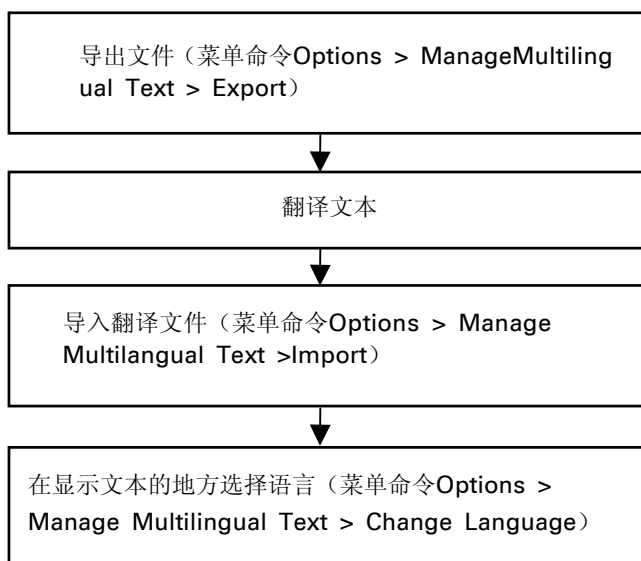 导出文件（菜单命令Options > ManageMultiling
ual Text > Export）
翻译文本
导入翻译文件（菜单命令Options > Manage
Multilangual Text >Import）
在显示文本的地方选择语言（菜单命令Options >
Manage Multilingual Text > Change Language）